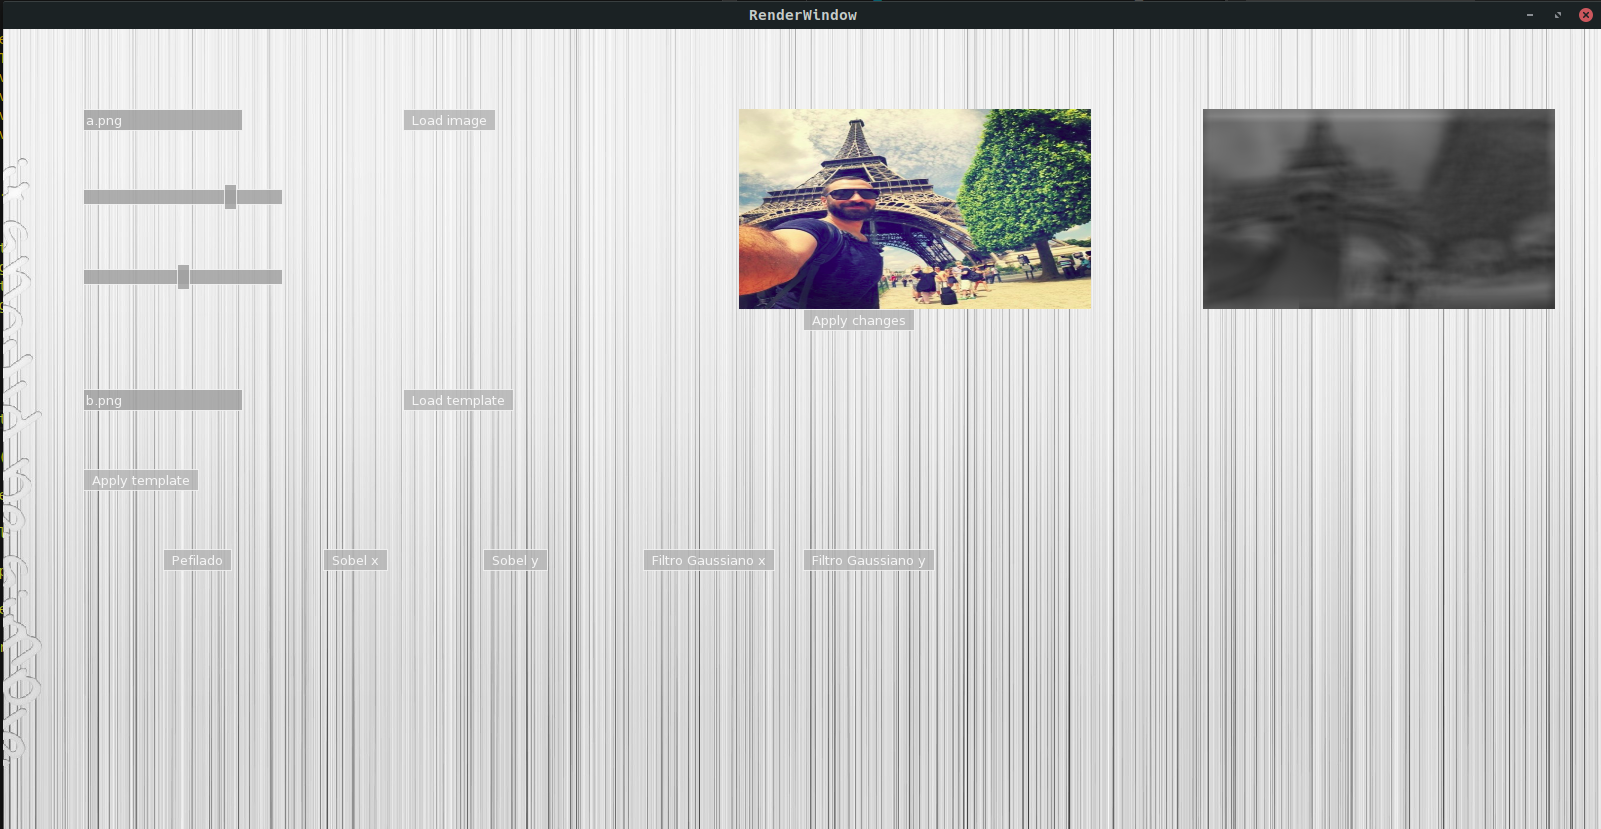 RenderWindow
a.png
Load image
Apply changes
b.png
Load template
Apply template
Pefilado
Sobel x
Sobel y
Filtro Gaussiano x
Filtro Gaussiano y